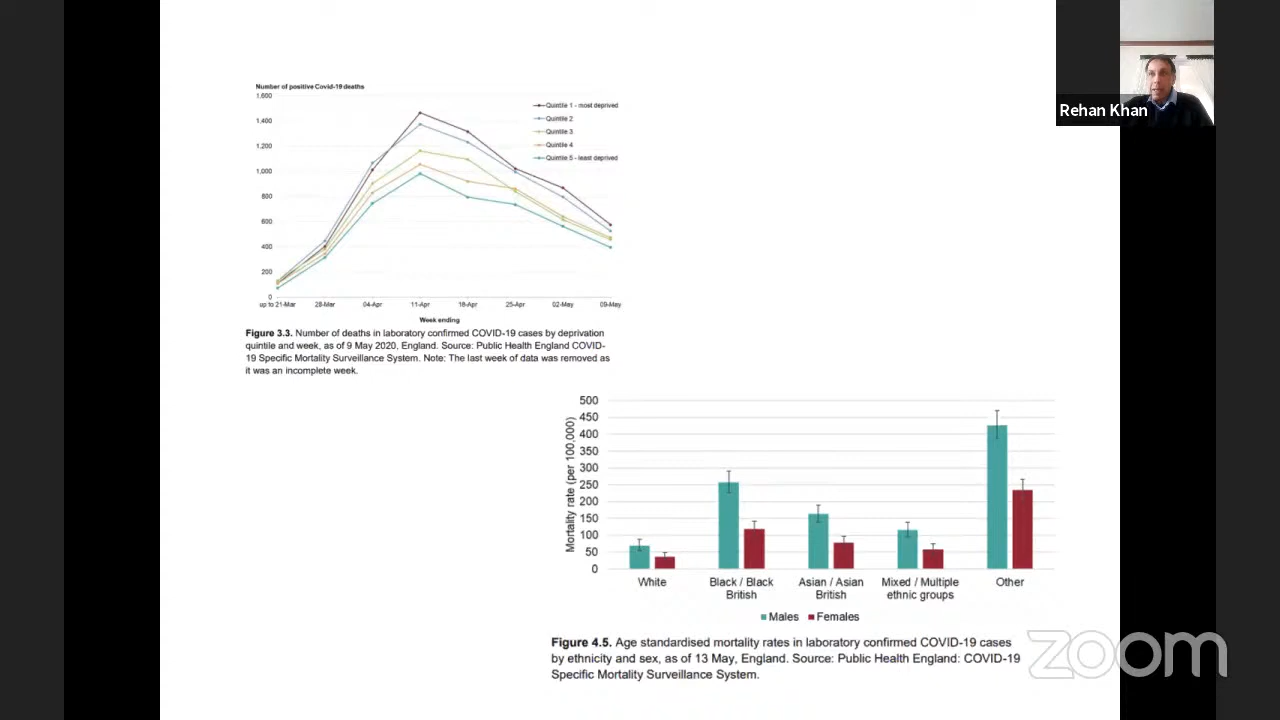 Number of positive Covid-19 deaths
1,600
1,400
1,200
1,000
800
600
400
200
0
Quintile 1 - most deprived
Quintile 2
Quintile 3
Quintile 4
Quintile 5 - least deprived
up to 21-Mar 28-Mar 04-Apr 11-Apr 18-Apr 25-Apr 02-May 09-May
Week ending
Figure 3.3. Number of deaths in laboratory confirmed COVID-19 cases by deprivation
quintile and week, as of 9 May 2020, England. Source: Public Health England COVID-
19 Specific Mortality Surveillance System. Note: The last week of data was removed as
it was an incomplete week.
Rehan Khan
Mortality rate (per 100,000)
500
450
400
350
300
250
200
150
100
50
0
White
Black / Black
British
Asian / Asian
British
Mixed / Multiple
ethnic groups
Other
Males Females
Figure 4.5. Age standardised mortality rates in laboratory confirmed COVID-19 cases
by ethnicity and sex, as of 13 May, England. Source: Public Health England: COVID-19
Specific Mortality Surveillance System.
zoom